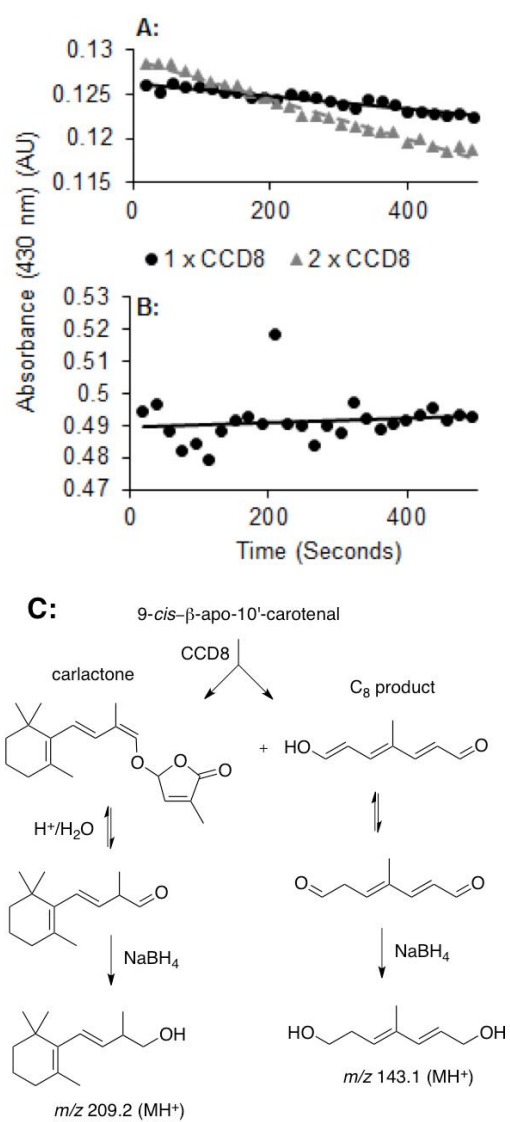 A:
0.13
0.125
0.12
0.115
0 200 400
1 x CCD8 2 x CCD8
Absorbance (430 nm) (AU)
B:
0.53
0.52
0.51
0.5
0.49
0.48
0.47
0 200 400
Time (Seconds)
C:
9-cis–β-apo-10'-carotenal
CCD8
carlactone
C₈ product
O O O
+
HO O
H⁺/H₂O
O
O O
NaBH₄
NaBH₄
OH
HO OH
m/z 209.2 (MH⁺)
m/z 143.1 (MH⁺)